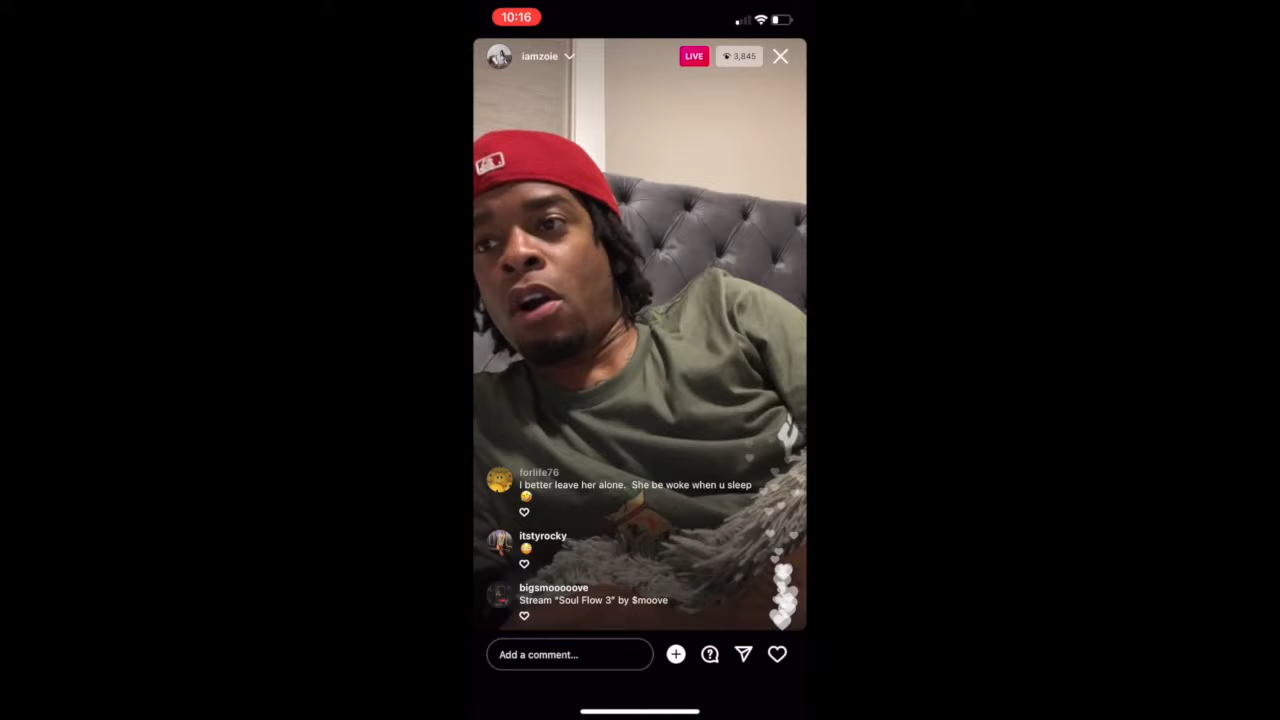 10:16
iamzoie
LIVE
3,845
forlife76
I better leave her alone. She be woke when u sleep
🤣
itstyrocky
😳
bigsmooooove
Stream “Soul Flow 3” by $moove
Add a comment...